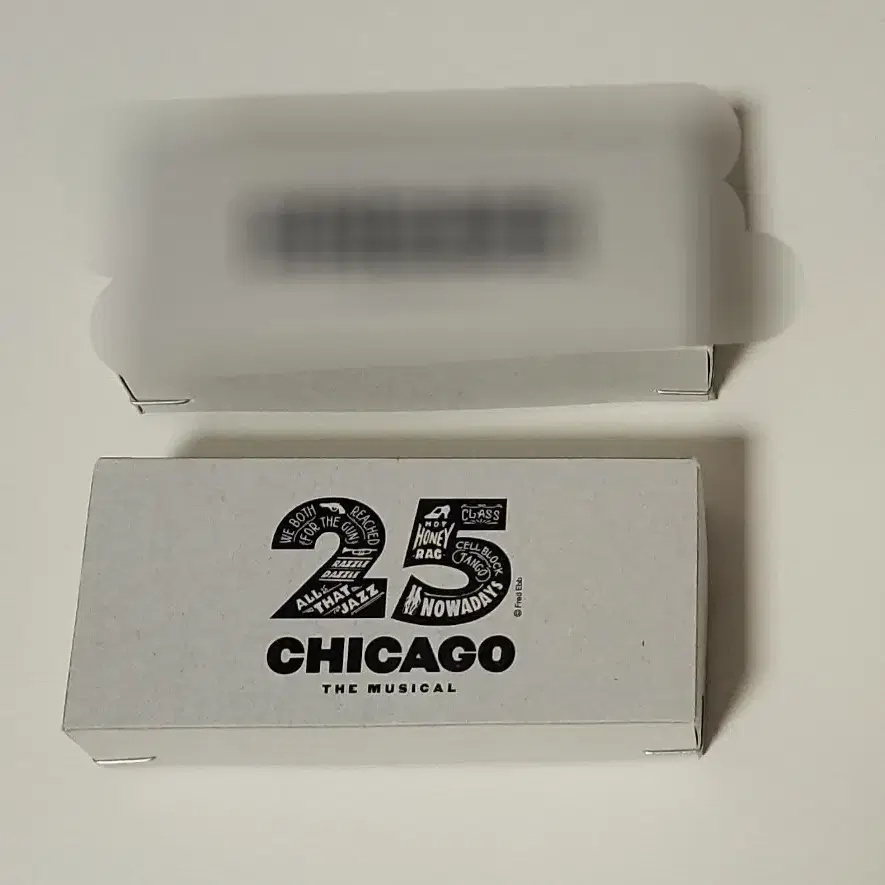 WE BOTH REACHED
(FOR THE GUN)
RAZZLE
DAZZLE
ALL
THAT
JAZZ
HOT
HONEY
RAG
CLASS
CELL BLOCK
TANGO
NOWADAYS
25
© Fred Ebb
CHICAGO
THE MUSICAL